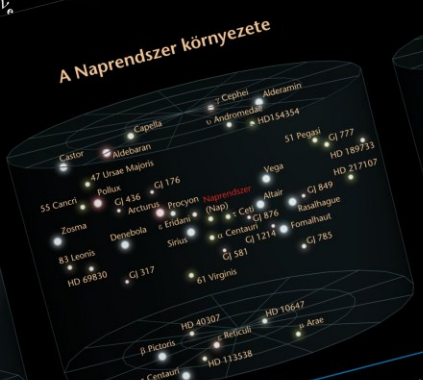 A Naprendszer környezete
γ Cephei
Alderamin
υ Andromedae
HD154354
Capella
51 Pegasi
GJ 777
Castor
Aldebaran
HD 189733
HD 217107
47 Ursae Majoris
Pollux
GJ 176
Vega
55 Cancri
GJ 436
Procyon
Naprendszer
(Nap)
Altair
GJ 849
Arcturus
ε Eridani
τ Ceti
GJ 876
Rasalhague
Zosma
Denebola
Sirius
α Centauri
GJ 1214
Fomalhaut
83 Leonis
GJ 581
GJ 785
HD 69830
GJ 317
61 Virginis
HD 40307
HD 10647
β Pictoris
ε Reticuli
μ Arae
HD 113538
Centauri